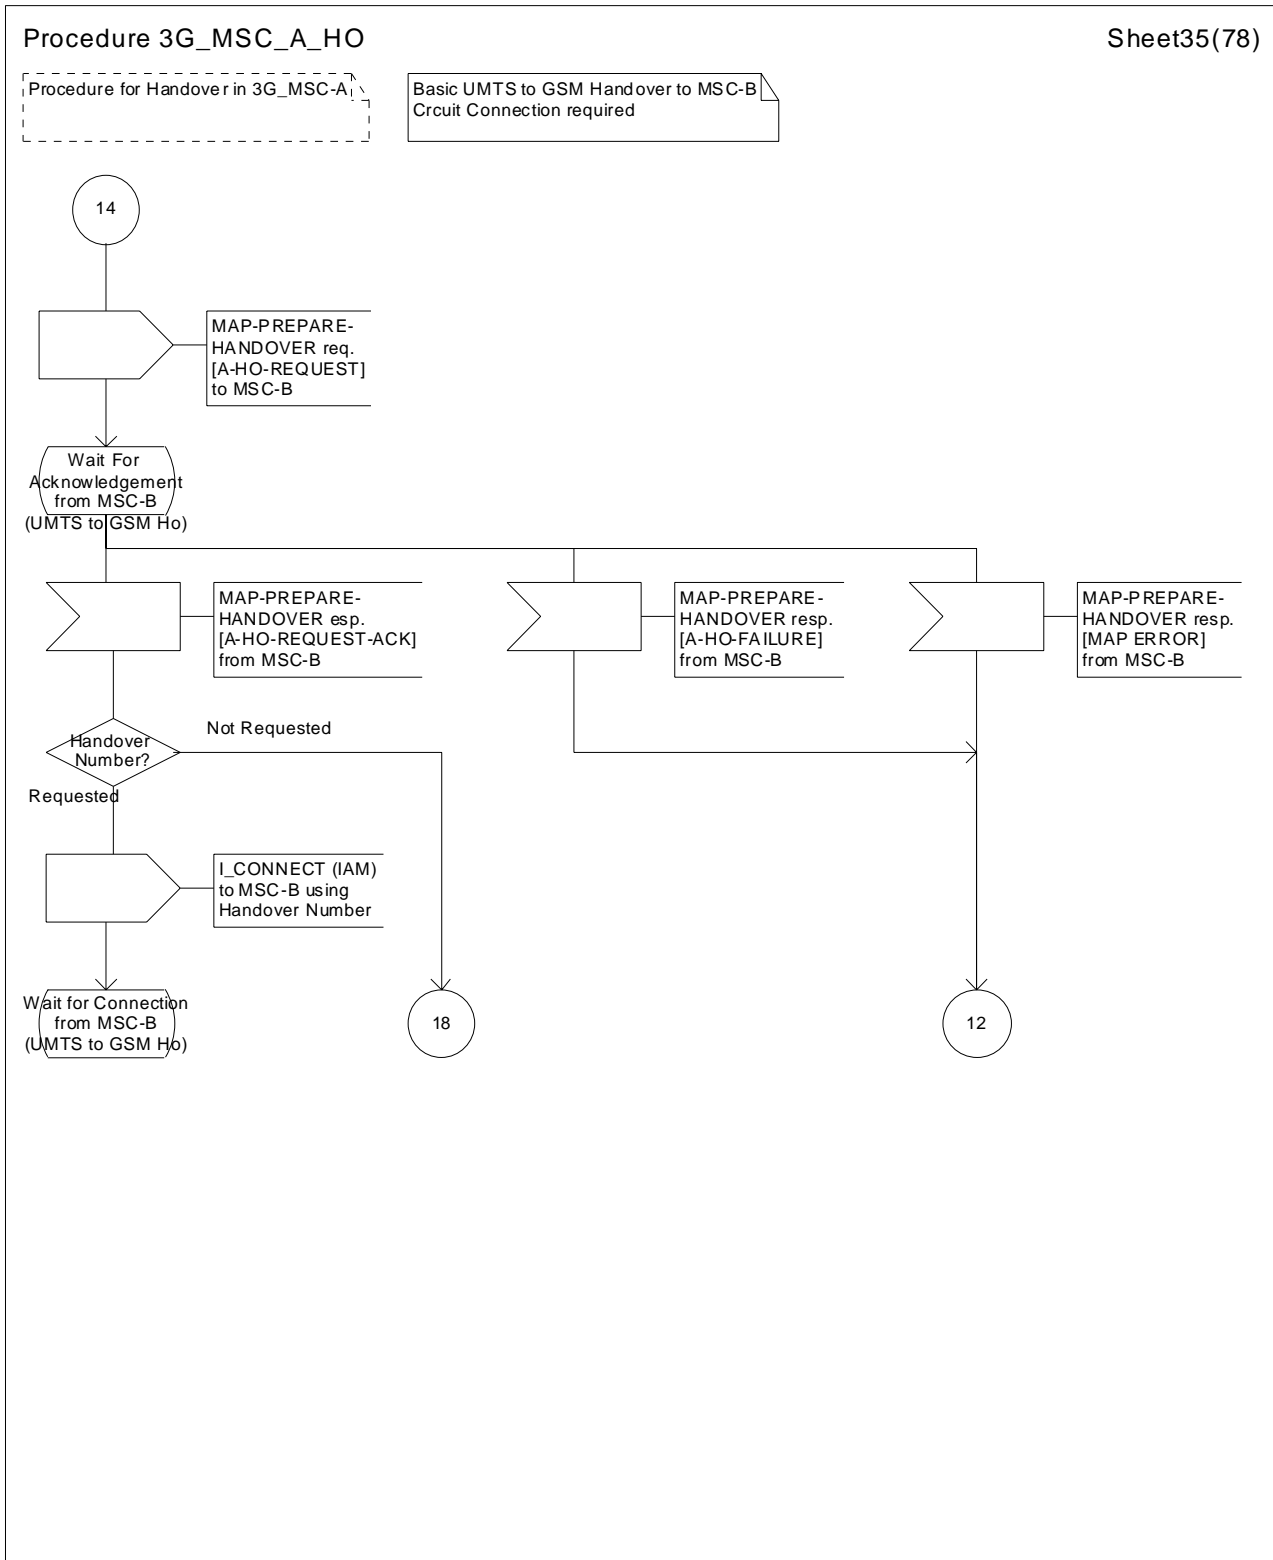 Procedure 3G_MSC_A_HO
Sheet35(78)
Procedure for Handover in 3G_MSC-A
Basic UMTS to GSM Handover to MSC-B
Crcuit Connection required
14
MAP-PREPARE-
HANDOVER req.
[A-HO-REQUEST]
to MSC-B
Wait For
Acknowledgement
from MSC-B
(UMTS to GSM Ho)
MAP-PREPARE-
HANDOVER esp.
[A-HO-REQUEST-ACK]
from MSC-B
MAP-PREPARE-
HANDOVER resp.
[A-HO-FAILURE]
from MSC-B
MAP-PREPARE-
HANDOVER resp.
[MAP ERROR]
from MSC-B
Handover
Number?
Not Requested
Requested
I_CONNECT (IAM)
to MSC-B using
Handover Number
Wait for Connection
from MSC-B
(UMTS to GSM Ho)
18
12